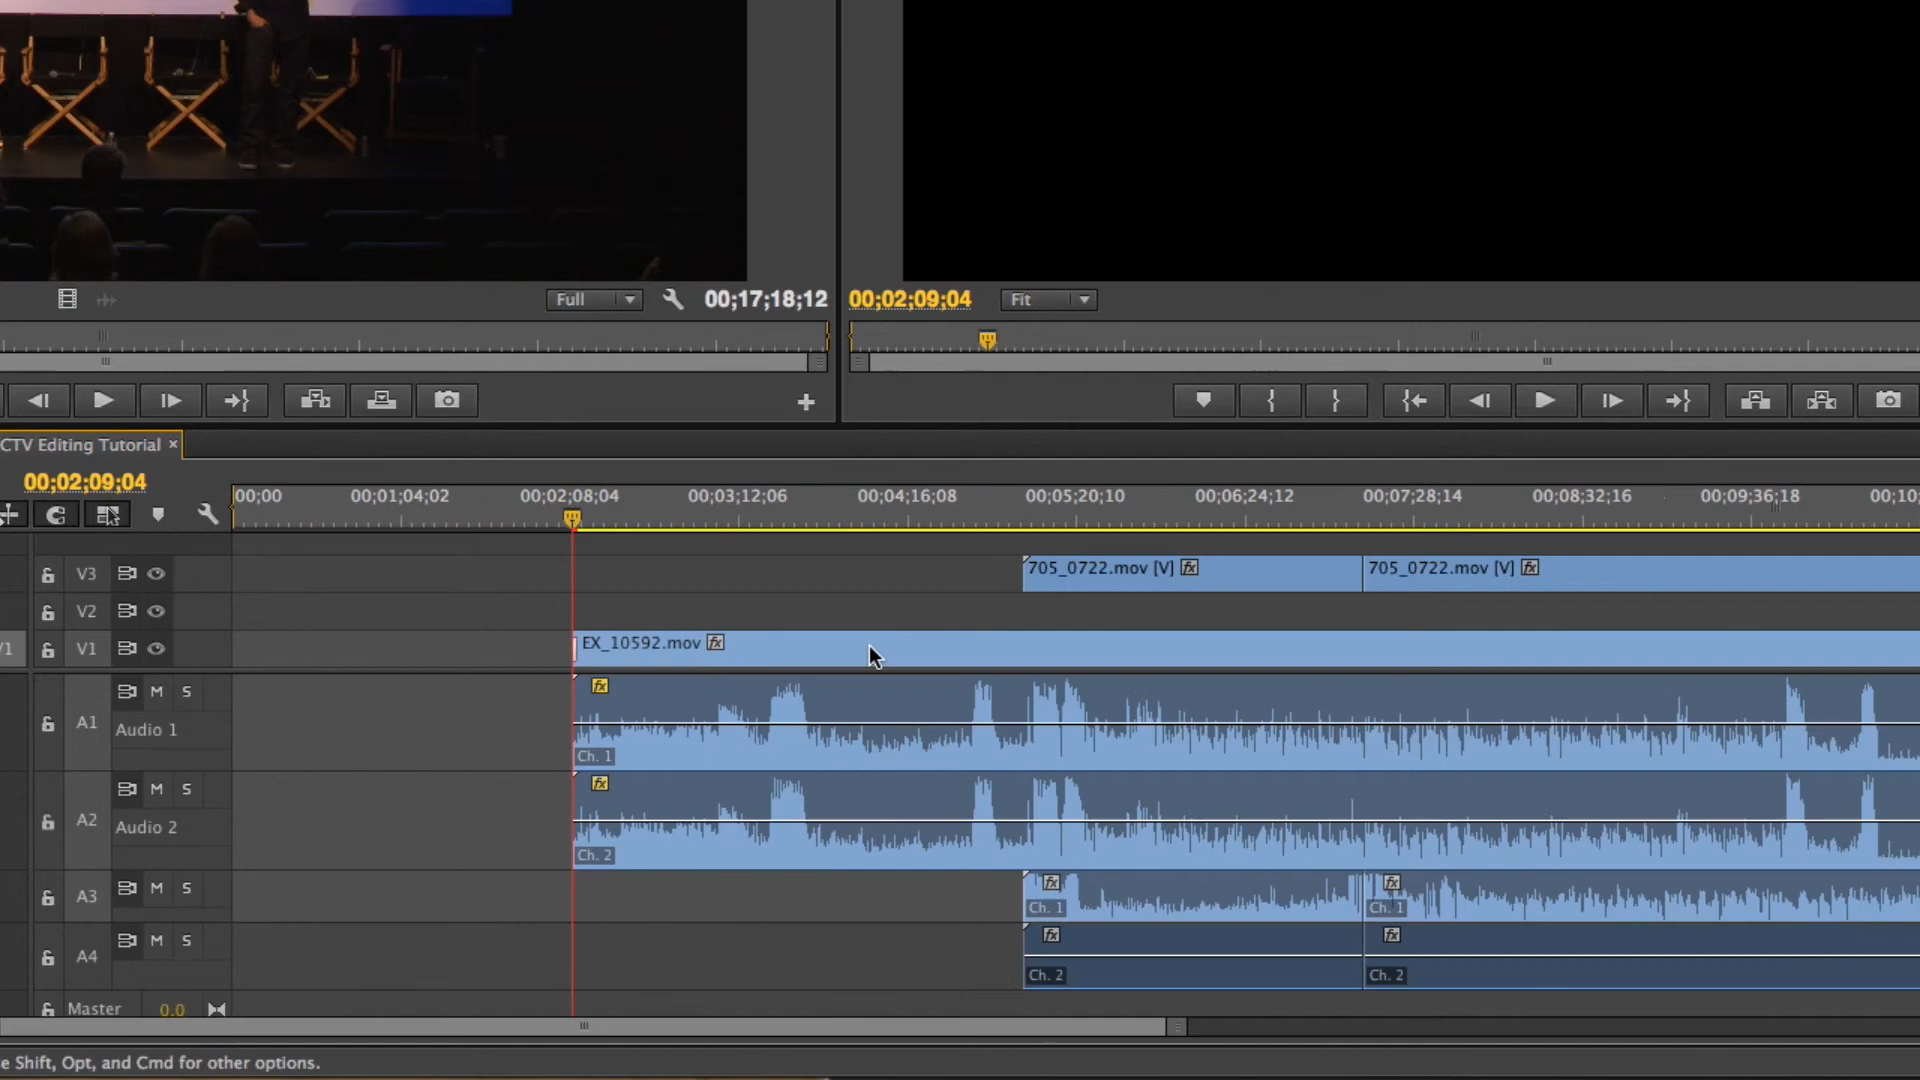 Full 00;17;18;12 00;02;09;04 Fit
CTV Editing Tutorial ×
00;02;09;04
00;00 00;01;04;02 00;02;08;04 00;03;12;06 00;04;16;08 00;05;20;10 00;06;24;12 00;07;28;14 00;08;32;16 00;09;36;18 00;10;
V3 705_0722.mov [V] fx 705_0722.mov [V] fx
V2
V1 V1 EX_10592.mov fx
M S fx
A1
Audio 1
Ch. 1
M S fx
A2
Audio 2
Ch. 2
A3 M S fx fx
Ch. 1 Ch. 1
M S fx fx
A4
Ch. 2 Ch. 2
Master 0.0
e Shift, Opt, and Cmd for other options.